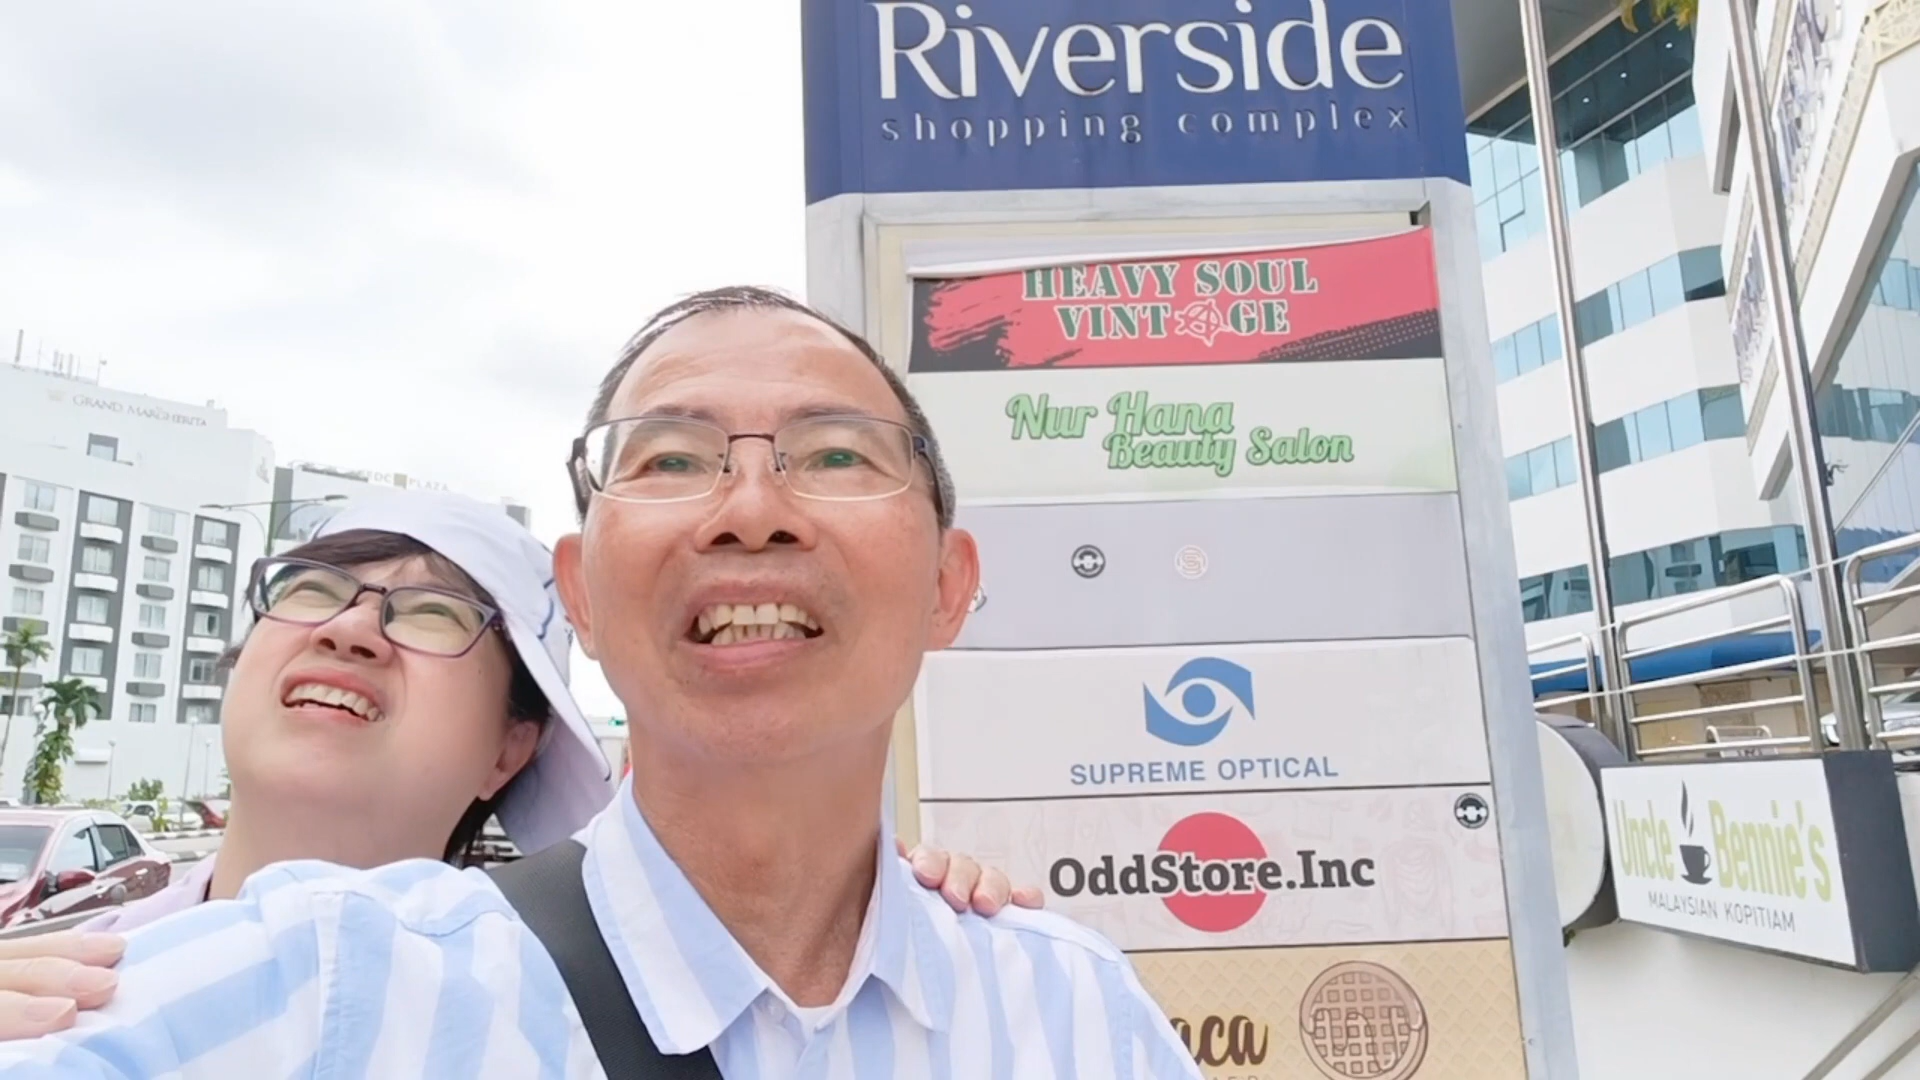 Riverside
shopping complex
HEAVY SOUL
VINTAGE
Nur Hana
Beauty Salon
SUPREME OPTICAL
OddStore.Inc
GRAND MARGHERITA
PLAZA
Uncle Bennie's
MALAYSIAN KOPITIAM